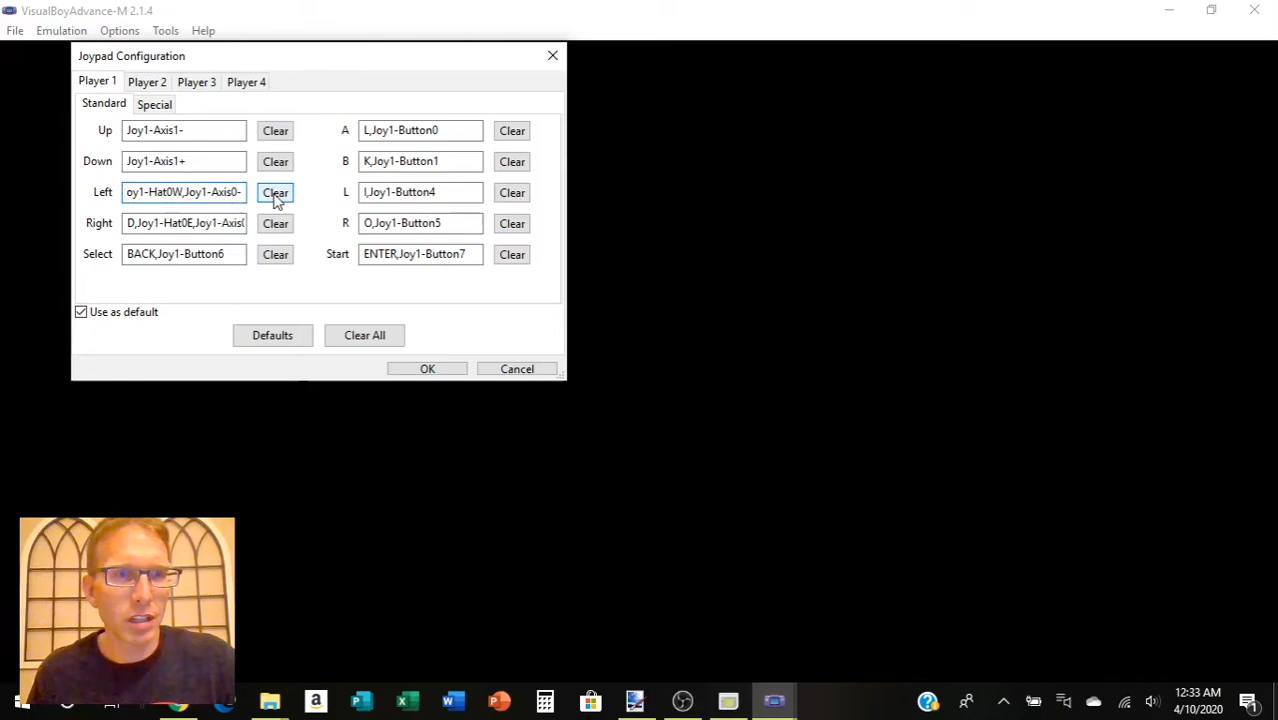 VisualBoyAdvance-M 2.1.4
File Emulation Options Tools Help
Joypad Configuration
Player 1 Player 2 Player 3 Player 4
Standard Special
Up Joy1-Axis1- Clear A L,Joy1-Button0 Clear
Down Joy1-Axis1+ Clear B K,Joy1-Button1 Clear
Left oy1-Hat0W,Joy1-Axis0- Clear L I,Joy1-Button4 Clear
Right D,Joy1-Hat0E,Joy1-Axis0 Clear R O,Joy1-Button5 Clear
Select BACK,Joy1-Button6 Clear Start ENTER,Joy1-Button7 Clear
Use as default
Defaults Clear All
OK Cancel
12:33 AM
4/10/2020